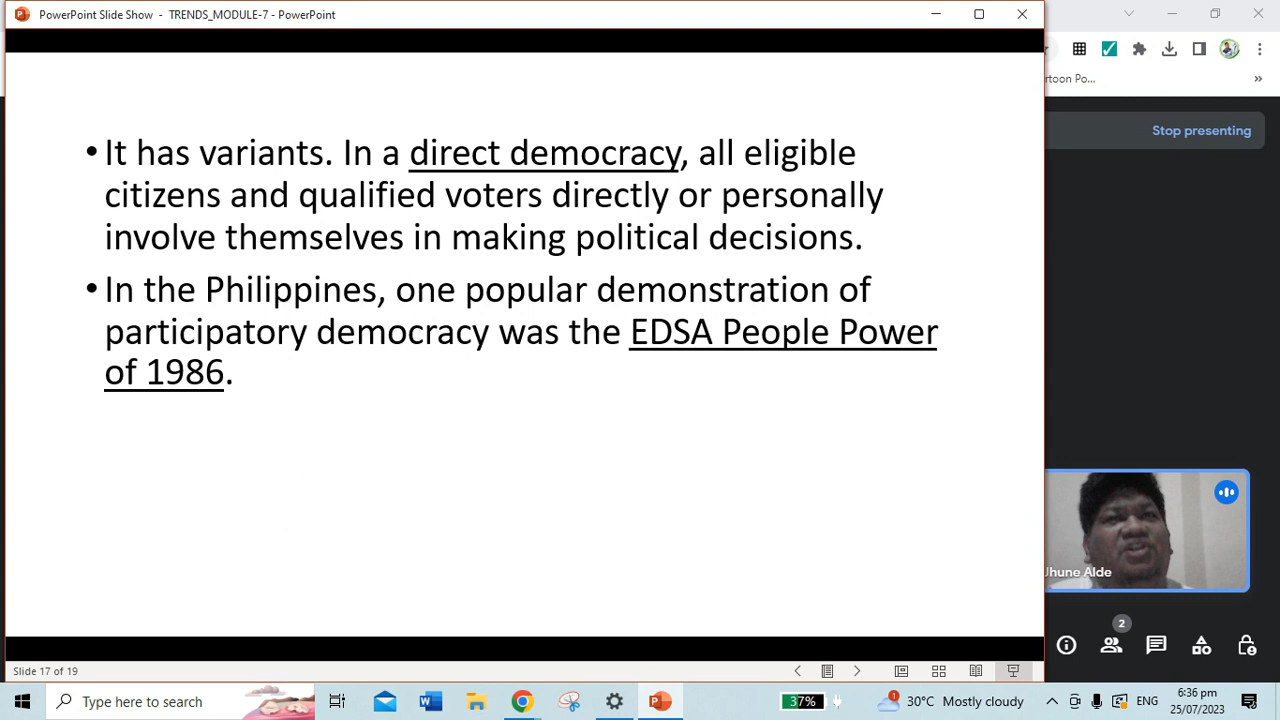 PowerPoint Slide Show - TRENDS_MODULE-7 - PowerPoint
rtoon Po...
Stop presenting
• It has variants. In a direct democracy, all eligible
citizens and qualified voters directly or personally
involve themselves in making political decisions.
• In the Philippines, one popular demonstration of
participatory democracy was the EDSA People Power
of 1986.
Jhune Alde
2
Slide 17 of 19
Type here to search
37%
1
30°C Mostly cloudy
ENG
6:36 pm
25/07/2023